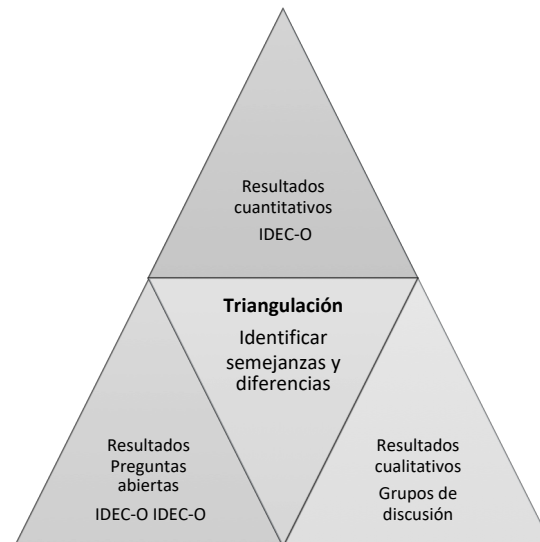 Resultados
cuantitativos
IDEC-O
Triangulación
Identificar
semejanzas y
diferencias
Resultados
Preguntas
abiertas
IDEC-O IDEC-O
Resultados
cualitativos
Grupos de
discusión